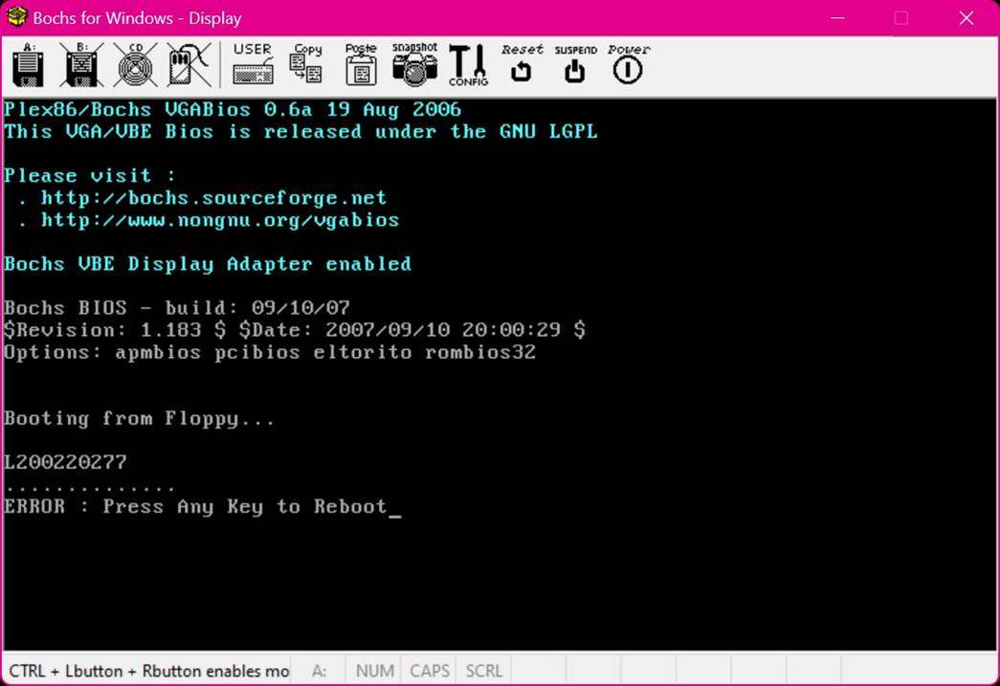 Bochs for Windows - Display
A: B: CD USER Copy Paste snapshot CONFIG Reset SUSPEND Power
Plex86/Bochs VGABios 0.6a 19 Aug 2006
This VGA/VBE Bios is released under the GNU LGPL
Please visit :
. http://bochs.sourceforge.net
. http://www.nongnu.org/vgabios
Bochs VBE Display Adapter enabled
Bochs BIOS - build: 09/10/07
$Revision: 1.183 $ $Date: 2007/09/10 20:00:29 $
Options: apmbios pcibios eltorito rombios32
Booting from Floppy...
L200220277
..............
ERROR : Press Any Key to Reboot_
CTRL + Lbutton + Rbutton enables mo A: NUM CAPS SCRL